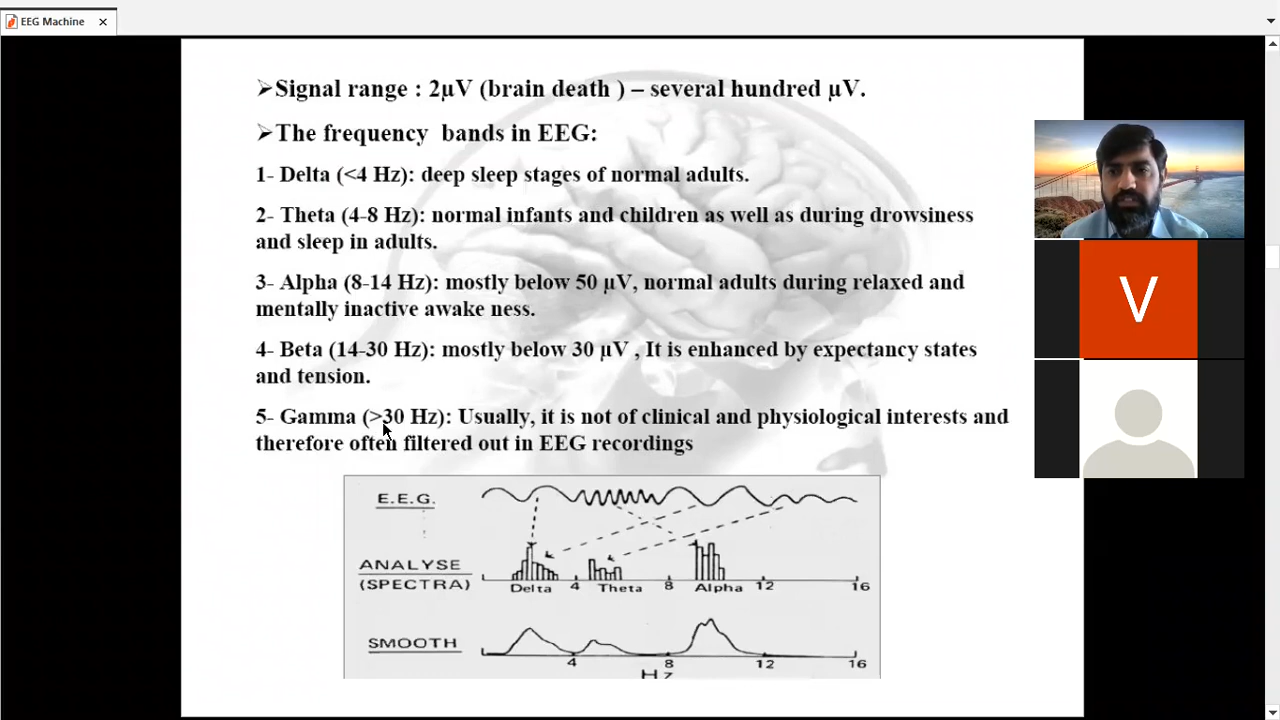 EEG Machine
➢Signal range : 2µV (brain death ) – several hundred µV.
➢The frequency bands in EEG:
1- Delta (<4 Hz): deep sleep stages of normal adults.
2- Theta (4-8 Hz): normal infants and children as well as during drowsiness
and sleep in adults.
3- Alpha (8-14 Hz): mostly below 50 µV, normal adults during relaxed and
mentally inactive awake ness.
4- Beta (14-30 Hz): mostly below 30 µV , It is enhanced by expectancy states
and tension.
5- Gamma (>30 Hz): Usually, it is not of clinical and physiological interests and
therefore often filtered out in EEG recordings
E.E.G.
ANALYSE
(SPECTRA)
Delta 4 Theta 8 Alpha 12 16
SMOOTH
4 8 12 16
Hz
V